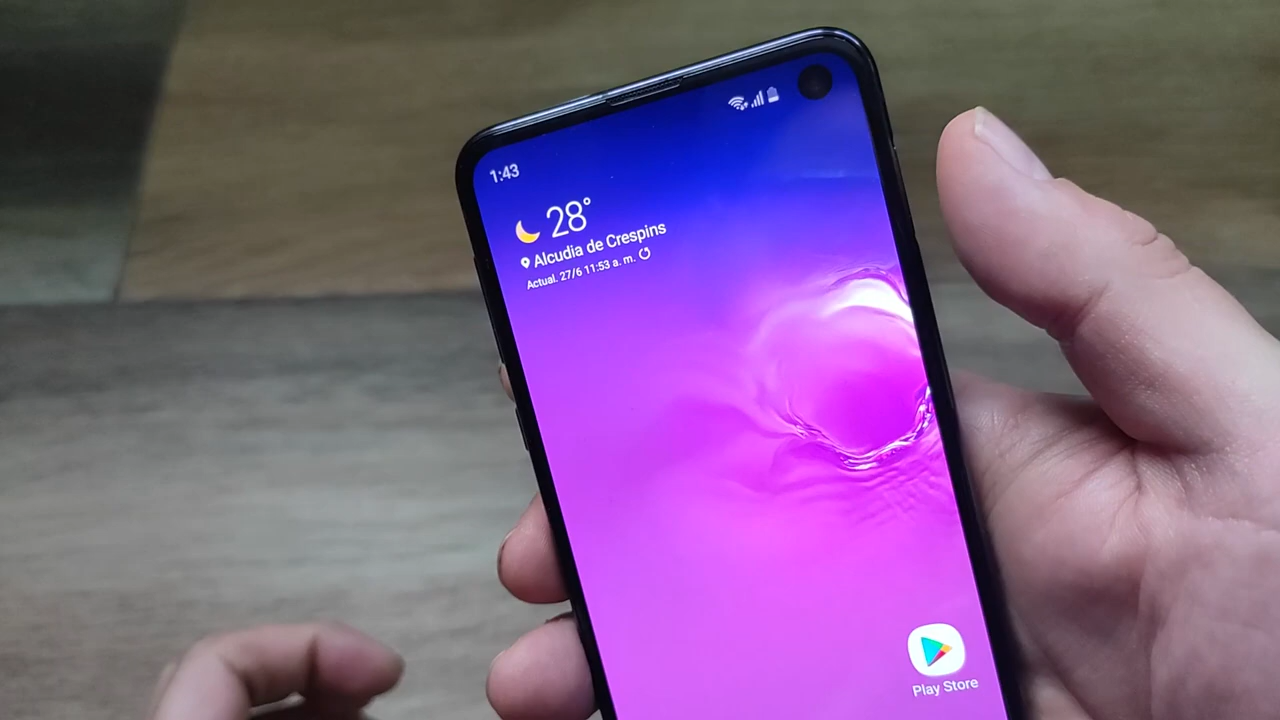 1:43
28°
Alcudia de Crespins
Actual. 27/6 11:53 a. m.
Play Store